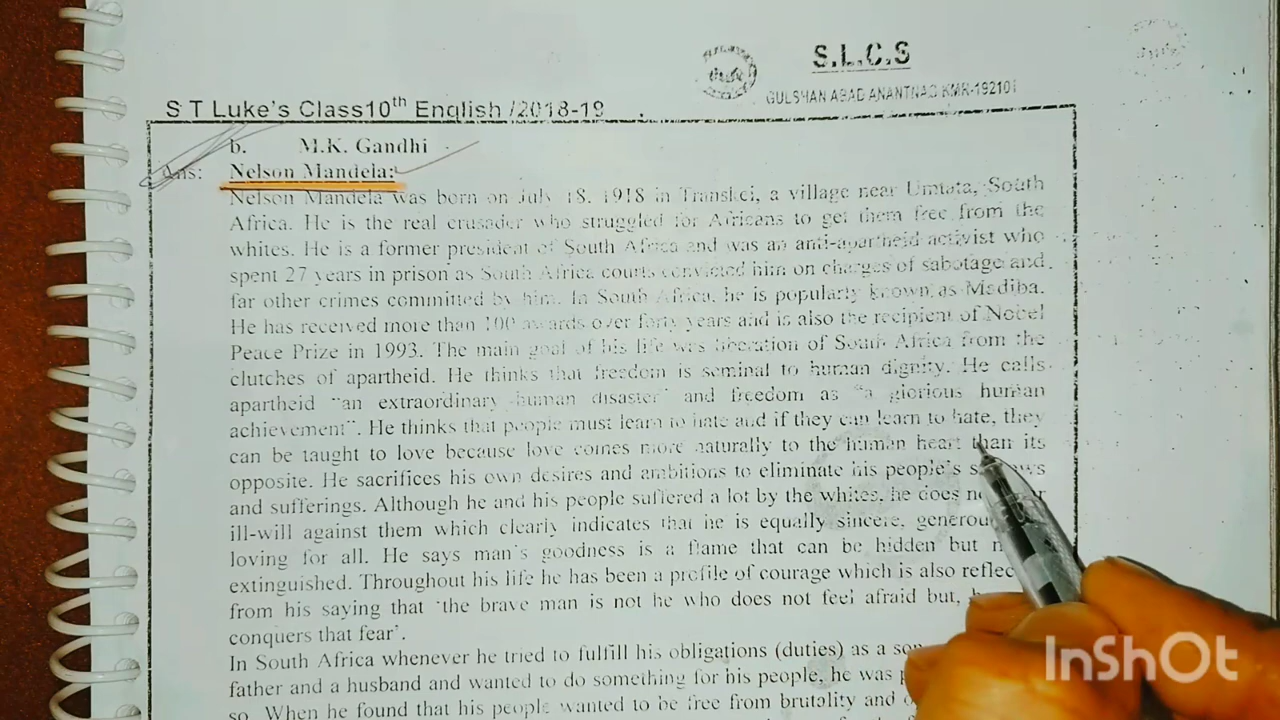 S.L.C.S
GULSHAN ABAD ANANTNAG KMR-192101
S T Luke's Class10th English /2018-19
b. M.K. Gandhi
Ans: Nelson Mandela:
Nelson Mandela was born on July 18, 1918 in Transkei, a village near Umtata, South
Africa. He is the real crusader who struggled for Africans to get them free from the
whites. He is a former president of South Africa and was an anti-apartheid activist who
spent 27 years in prison as South Africa courts convicted him on charges of sabotage and
far other crimes committed by him. In South Africa, he is popularly known as Madiba.
He has received more than 100 awards over forty years and is also the recipient of Nobel
Peace Prize in 1993. The main goal of his life was liberation of South Africa from the
clutches of apartheid. He thinks that freedom is seminal to human dignity. He calls
apartheid "an extraordinary human disaster" and freedom as "a glorious human
achievement". He thinks that people must learn to hate and if they can learn to hate, they
can be taught to love because love comes more naturally to the human heart than its
opposite. He sacrifices his own desires and ambitions to eliminate his people's
and sufferings. Although he and his people suffered a lot by the whites, he does
ill-will against them which clearly indicates that he is equally sincere, generou
loving for all. He says man's goodness is a flame that can be hidden but
extinguished. Throughout his life he has been a profile of courage which is also reflec
from his saying that 'the brave man is not he who does not feel afraid but,
conquers that fear'.
In South Africa whenever he tried to fulfill his obligations (duties) as a son
father and a husband and wanted to do something for his people, he was
so. When he found that his people wanted to be free from brutality and
InShOt